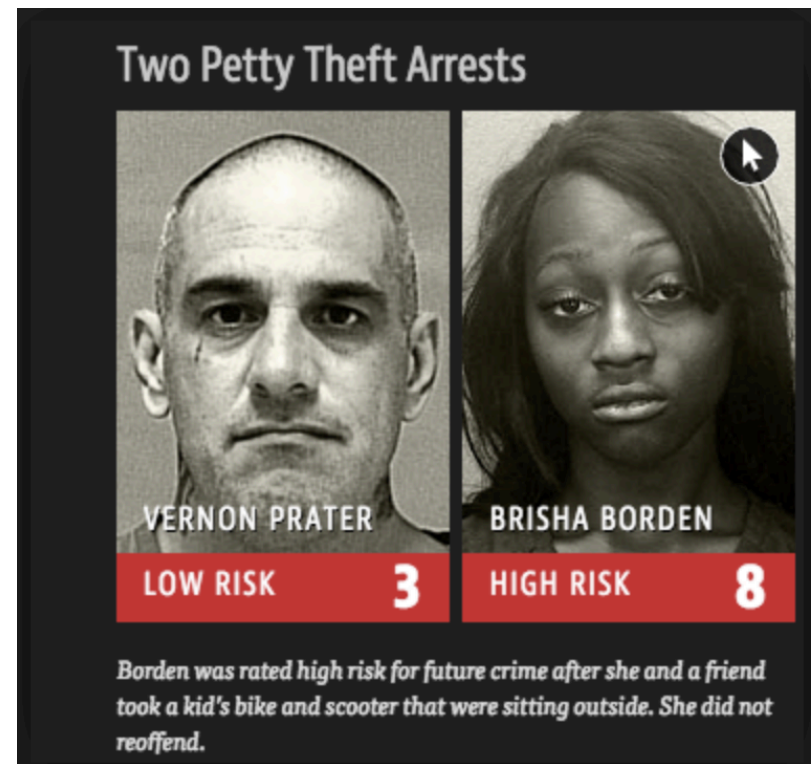 Two Petty Theft Arrests
VERNON PRATER
LOW RISK 3
BRISHA BORDEN
HIGH RISK 8
Borden was rated high risk for future crime after she and a friend
took a kid's bike and scooter that were sitting outside. She did not
reoffend.